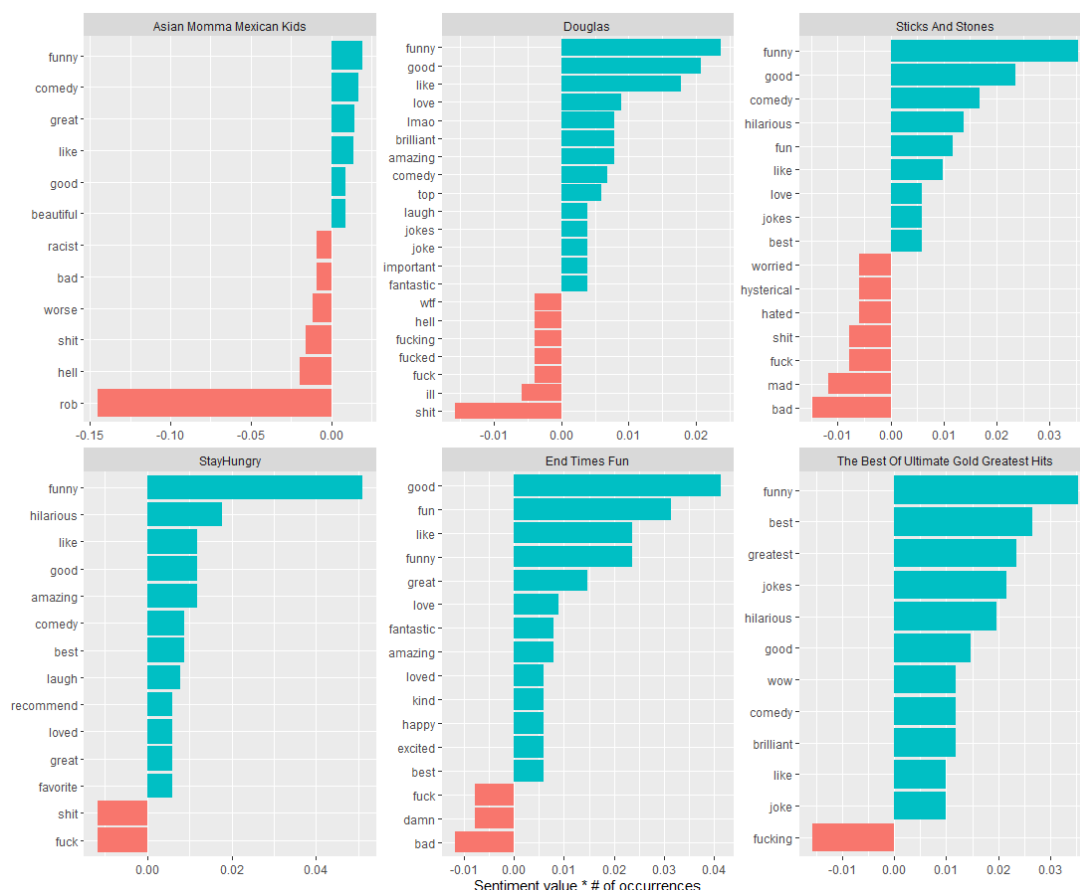 Asian Momma Mexican Kids
funny
comedy
great
like
good
beautiful
racist
bad
worse
shit
hell
rob
-0.15 -0.10 -0.05 0.00
Douglas
funny
good
like
love
lmao
brilliant
amazing
comedy
top
laugh
jokes
joke
important
fantastic
wtf
hell
fucking
fucked
fuck
ill
shit
-0.01 0.00 0.01 0.02
Sticks And Stones
funny
good
comedy
hilarious
fun
like
love
jokes
best
worried
hysterical
hated
shit
fuck
mad
bad
-0.01 0.00 0.01 0.02 0.03
StayHungry
funny
hilarious
like
good
amazing
comedy
best
laugh
recommend
loved
great
favorite
shit
fuck
0.00 0.02 0.04
End Times Fun
good
fun
like
funny
great
love
fantastic
amazing
loved
kind
happy
excited
best
fuck
damn
bad
-0.01 0.00 0.01 0.02 0.03 0.04
The Best Of Ultimate Gold Greatest Hits
funny
best
greatest
jokes
hilarious
good
wow
comedy
brilliant
like
joke
fucking
-0.01 0.00 0.01 0.02 0.03
Sentiment value * # of occurrences